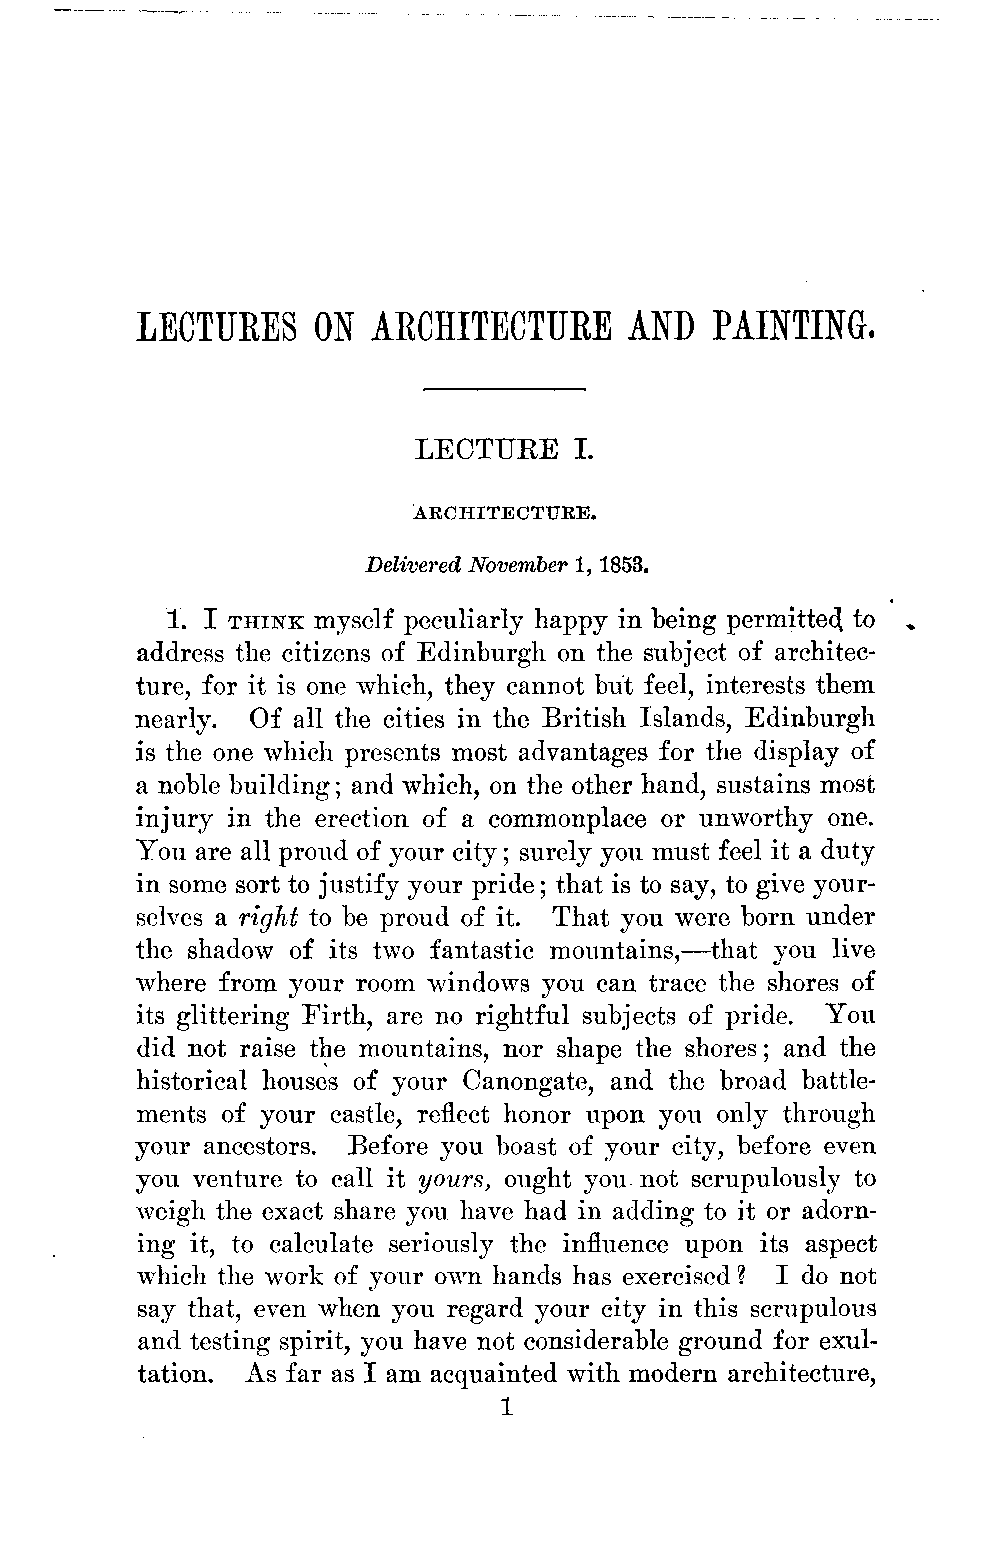 LECTURES ON ARCHITECTURE AND PAINTING.
LECTURE I.
ARCHITECTURE.
Delivered November 1, 1853.
1. I THINK myself peculiarly happy in being permitted to
address the citizens of Edinburgh on the subject of architec-
ture, for it is one which, they cannot but feel, interests them
nearly. Of all the cities in the British Islands, Edinburgh
is the one which presents most advantages for the display of
a noble building; and which, on the other hand, sustains most
injury in the erection of a commonplace or unworthy one.
You are all proud of your city; surely you must feel it a duty
in some sort to justify your pride; that is to say, to give your-
selves a right to be proud of it. That you were born under
the shadow of its two fantastic mountains,—that you live
where from your room windows you can trace the shores of
its glittering Firth, are no rightful subjects of pride. You
did not raise the mountains, nor shape the shores; and the
historical houses of your Canongate, and the broad battle-
ments of your castle, reflect honor upon you only through
your ancestors. Before you boast of your city, before even
you venture to call it yours, ought you not scrupulously to
weigh the exact share you have had in adding to it or adorn-
ing it, to calculate seriously the influence upon its aspect
which the work of your own hands has exercised? I do not
say that, even when you regard your city in this scrupulous
and testing spirit, you have not considerable ground for exul-
tation. As far as I am acquainted with modern architecture,
1